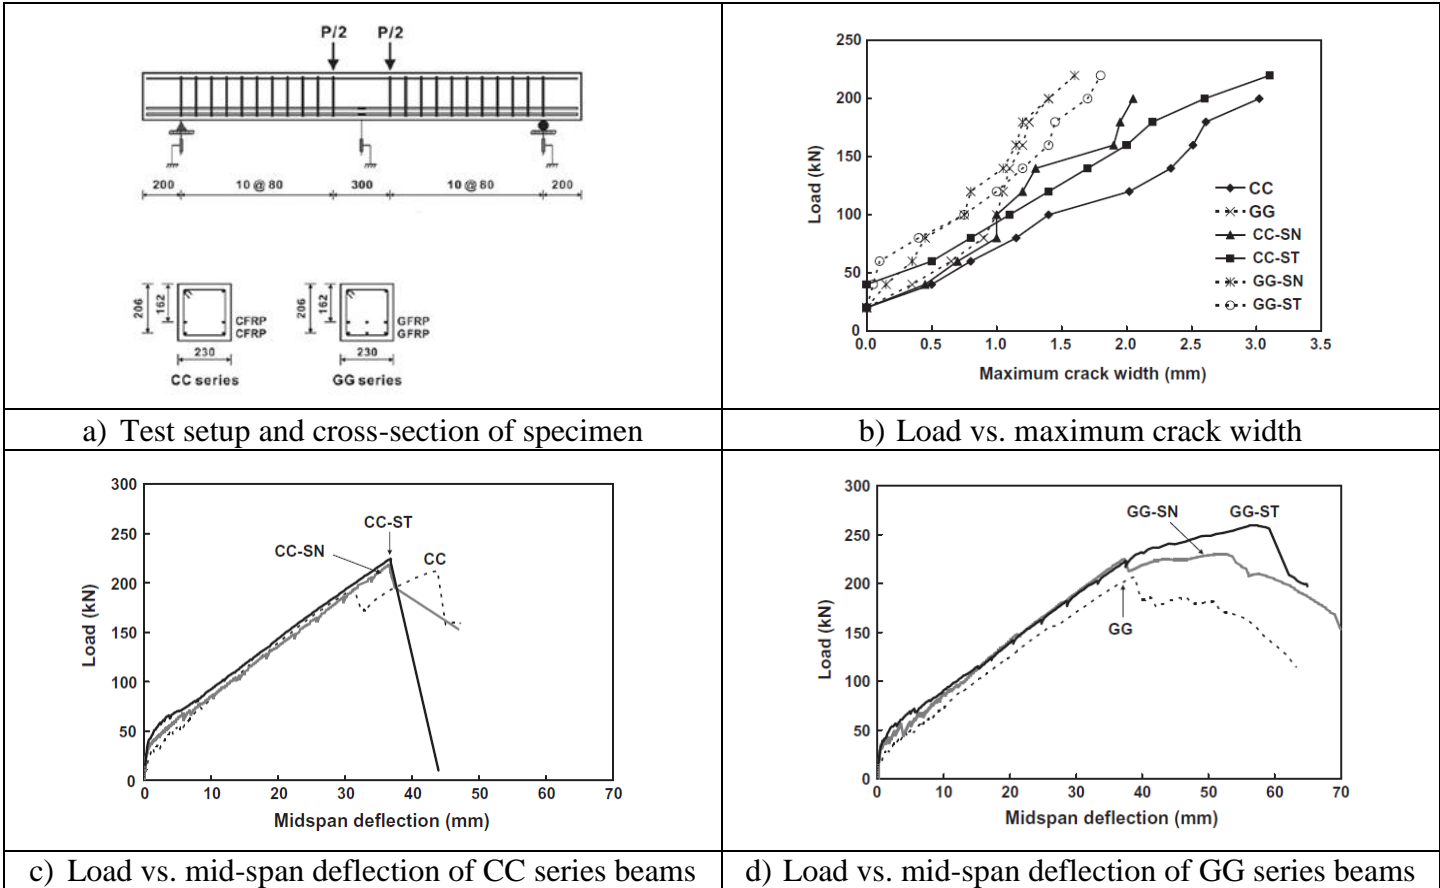 P/2 P/2
200 10 @ 80 300 10 @ 80 200
206 162 CFRP CFRP 230 CC series
206 162 GFRP GFRP 230 GG series
a) Test setup and cross-section of specimen
250
200
150
100
50
0
Load (kN)
0.0 0.5 1.0 1.5 2.0 2.5 3.0 3.5
Maximum crack width (mm)
CC
GG
CC-SN
CC-ST
GG-SN
GG-ST
b) Load vs. maximum crack width
300
250
200
150
100
50
0
Load (kN)
CC-ST
CC-SN
CC
0 10 20 30 40 50 60 70
Midspan deflection (mm)
c) Load vs. mid-span deflection of CC series beams
300
250
200
150
100
50
0
Load (kN)
GG-SN GG-ST
GG
0 10 20 30 40 50 60 70
Midspan deflection (mm)
d) Load vs. mid-span deflection of GG series beams